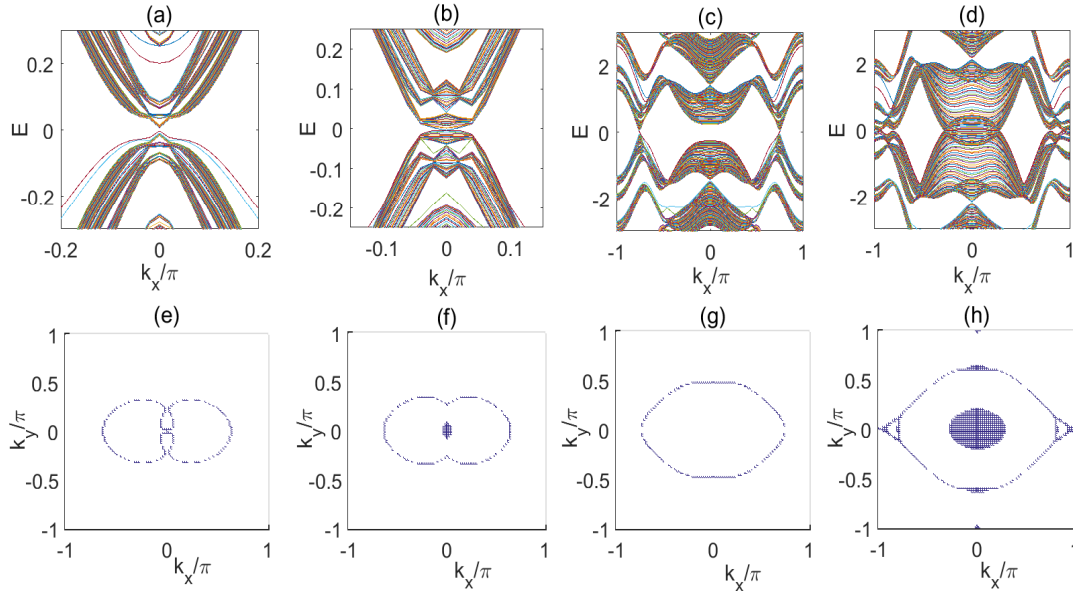 (a) (b) (c) (d)
0.2 0.2 2 2
E 0 E 0 E 0 E 0
-0.2 -0.2 -2 -2
-0.2 0 0.2 -0.1 0 0.1 -1 0 1 -1 0 1
k_x/π k_x/π k_x/π k_x/π
(e) (f) (g) (h)
1 1 1 1
0.5 0.5 0.5 0.5
k_y/π 0 k_y/π 0 k_y/π 0 k_y/π 0
-0.5 -0.5 -0.5 -0.5
-1 -1 -1 -1
-1 0 1 -1 0 1 -1 0 1 -1 0 1
k_x/π k_x/π k_x/π k_x/π